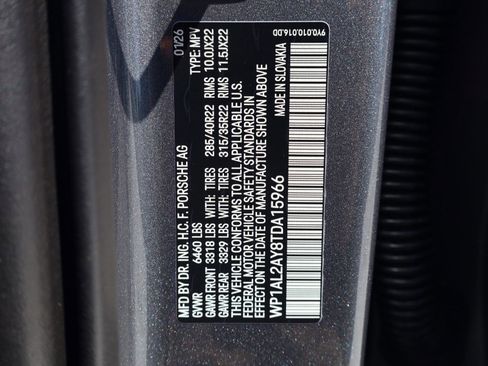 MFD BY DR. ING. H.C. F. PORSCHE AG 01/26
GVWR 6460 LBS TYPE: MPV
GAWR FRONT 3318 LBS WITH: TIRES 285/40R22 RIMS 10.0JX22
GAWR REAR 3329 LBS WITH: TIRES 315/35R22 RIMS 11.5JX22
THIS VEHICLE CONFORMS TO ALL APPLICABLE U.S.
FEDERAL MOTOR VEHICLE SAFETY STANDARDS IN
EFFECT ON THE DATE OF MANUFACTURE SHOWN ABOVE
WP1AL2AY8TDA15966 MADE IN SLOVAKIA
9Y0.010.016.DD